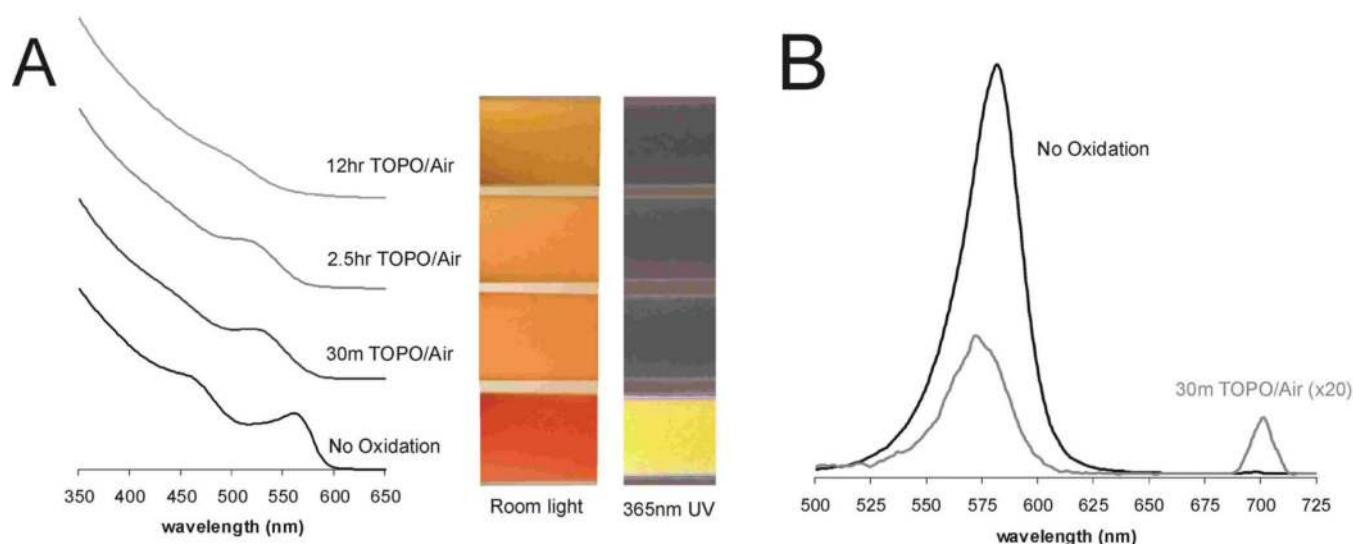 A
12hr TOPO/Air
2.5hr TOPO/Air
30m TOPO/Air
No Oxidation
350 400 450 500 550 600 650
wavelength (nm)
Room light
365nm UV
B
No Oxidation
30m TOPO/Air (x20)
500 525 550 575 600 625 650 675 700 725
wavelength (nm)